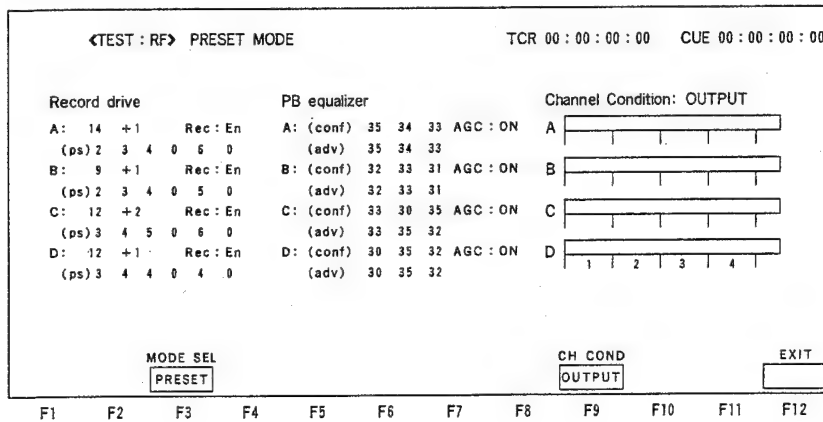 <TEST : RF> PRESET MODE TCR 00 : 00 : 00 : 00 CUE 00 : 00 : 00 : 00
Record drive PB equalizer Channel Condition: OUTPUT
A: 14 +1 Rec : En A: (conf) 35 34 33 AGC : ON A
(ps) 2 3 4 0 6 0 (adv) 35 34 33
B: 9 +1 Rec : En B: (conf) 32 33 31 AGC : ON B
(ps) 2 3 4 0 5 0 (adv) 32 33 31
C: 12 +2 Rec : En C: (conf) 33 30 35 AGC : ON C
(ps) 3 4 5 0 6 0 (adv) 33 35 32
D: 12 +1 Rec : En D: (conf) 30 35 32 AGC : ON D
(ps) 3 4 4 0 4 0 (adv) 30 35 32 1 2 3 4
MODE SEL CH COND EXIT
PRESET OUTPUT
F1 F2 F3 F4 F5 F6 F7 F8 F9 F10 F11 F12